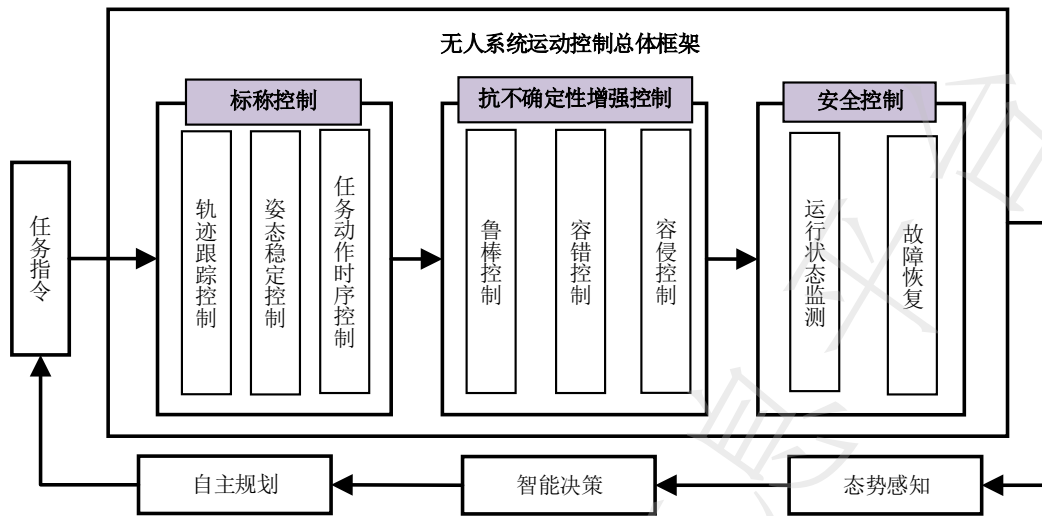 无人系统运动控制总体框架
标称控制
抗不确定性增强控制
安全控制
任务指令
轨迹跟踪控制
姿态稳定控制
任务动作时序控制
鲁棒控制
容错控制
容侵控制
运行状态监测
故障恢复
自主规划
智能决策
态势感知